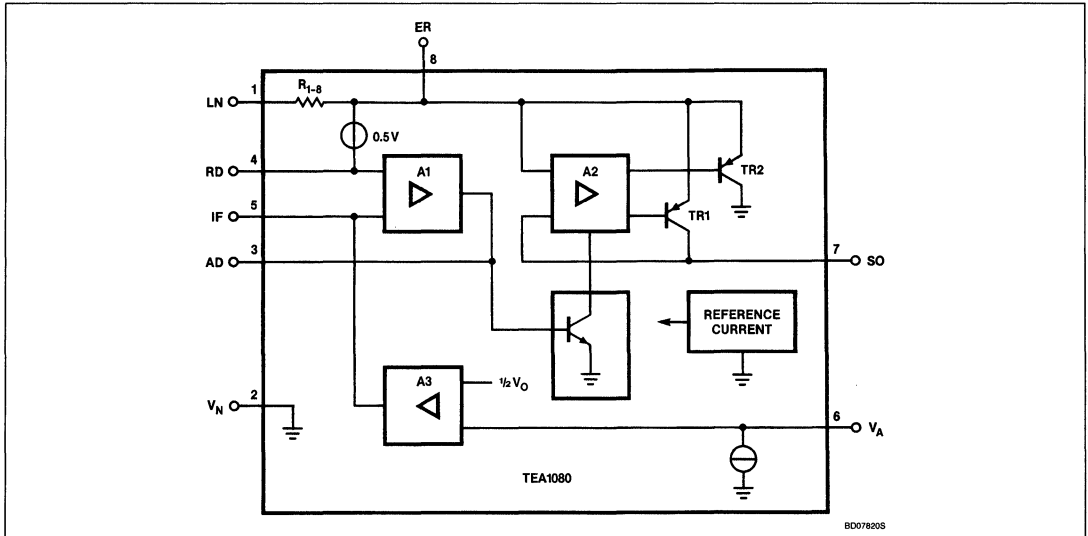 ER
8
1
R1–8
LN
0.5 V
4
RD
A1
A2
TR2
5
IF
TR1
3
AD
7
SO
REFERENCE
CURRENT
A3
1/2 VO
2
VN
6
VA
TEA1080
BD07820S